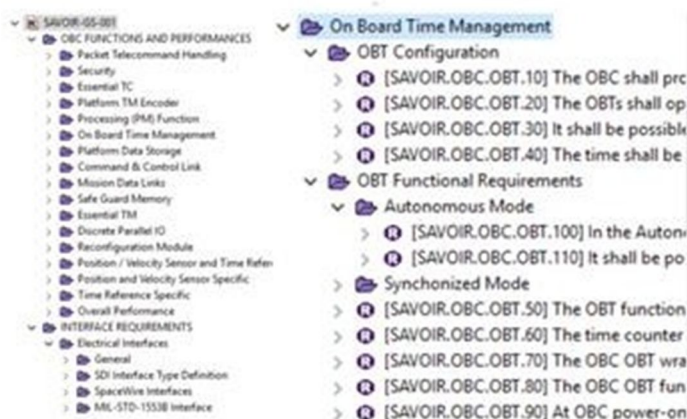 SAVOIR-GS-001
OBC FUNCTIONS AND PERFORMANCES
Packet Telecommand Handling
Security
Essential TC
Platform TM Encoder
Processing (PM) Function
On Board Time Management
Platform Data Storage
Command & Control Link
Mission Data Links
Safe Guard Memory
Essential TM
Discrete Parallel IO
Reconfiguration Module
Position / Velocity Sensor and Time Refer
Position and Velocity Sensor Specific
Time Reference Specific
Overall Performance
INTERFACE REQUIREMENTS
Electrical Interfaces
General
SDI Interface Type Definition
SpaceWire Interfaces
MIL-STD-1553B Interface
On Board Time Management
OBT Configuration
[SAVOIR.OBC.OBT.10] The OBC shall pro
[SAVOIR.OBC.OBT.20] The OBTs shall op
[SAVOIR.OBC.OBT.30] It shall be possible
[SAVOIR.OBC.OBT.40] The time shall be
OBT Functional Requirements
Autonomous Mode
[SAVOIR.OBC.OBT.100] In the Auton
[SAVOIR.OBC.OBT.110] It shall be po
Synchonized Mode
[SAVOIR.OBC.OBT.50] The OBT function
[SAVOIR.OBC.OBT.60] The time counter
[SAVOIR.OBC.OBT.70] The OBC OBT wra
[SAVOIR.OBC.OBT.80] The OBC OBT fun
[SAVOIR.OBC.OBT.90] At OBC power-on